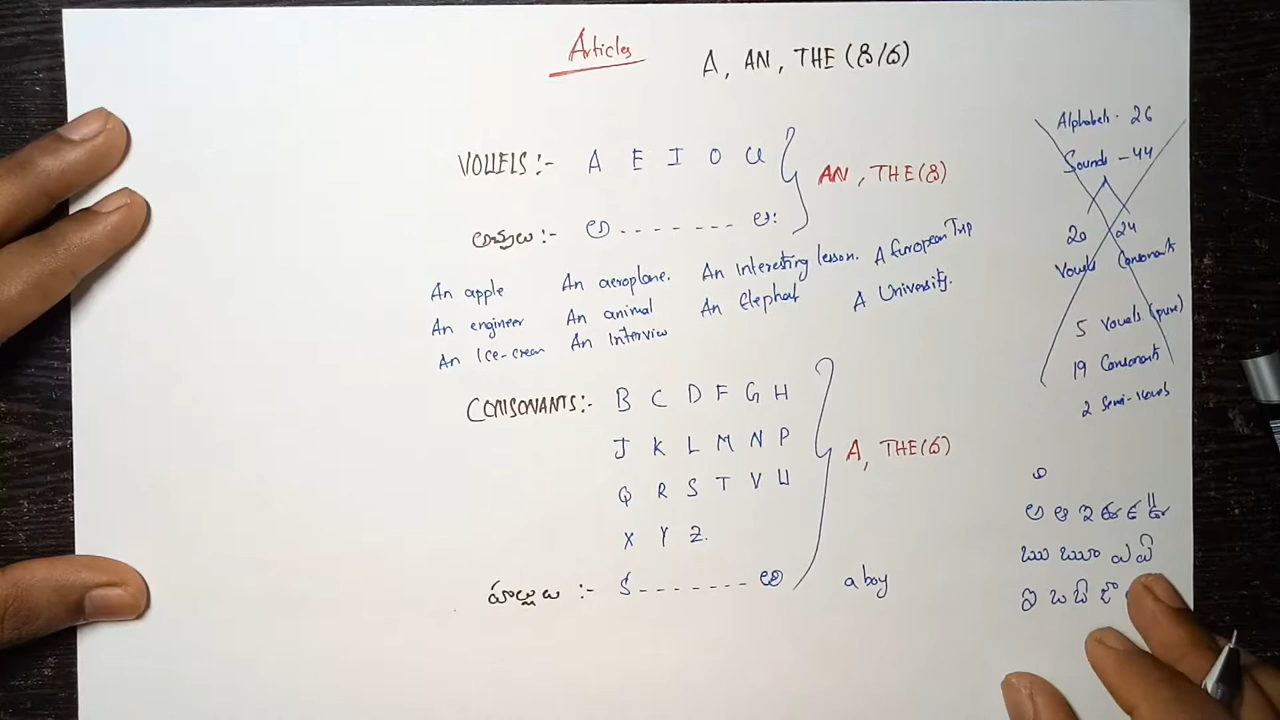 Articles
A, AN, THE (ది/ద)
VOWELS :- A E I O U
AN, THE(ది)
అచ్చులు :- అ - - - - - - - అః
An apple An aeroplane. An Interesting lesson. A European Trip
An engineer An animal An Elephat A University.
An Ice-cream An Interview
CONSONANTS :- B C D F G H
J K L M N P
Q R S T V W
X Y Z.
A, THE(ద)
హల్లులు :- క - - - - - - - ఱ
a boy
Alphabets - 26
Sounds - 44
20 24
Vowels Consonants
5 Vowels (pure)
19 Consonants
2 Semi-vowels
అ ఆ ఇ ఈ ఉ ఊ
ఋ ౠ ఎ ఏ
ఐ ఒ ఓ ఔ